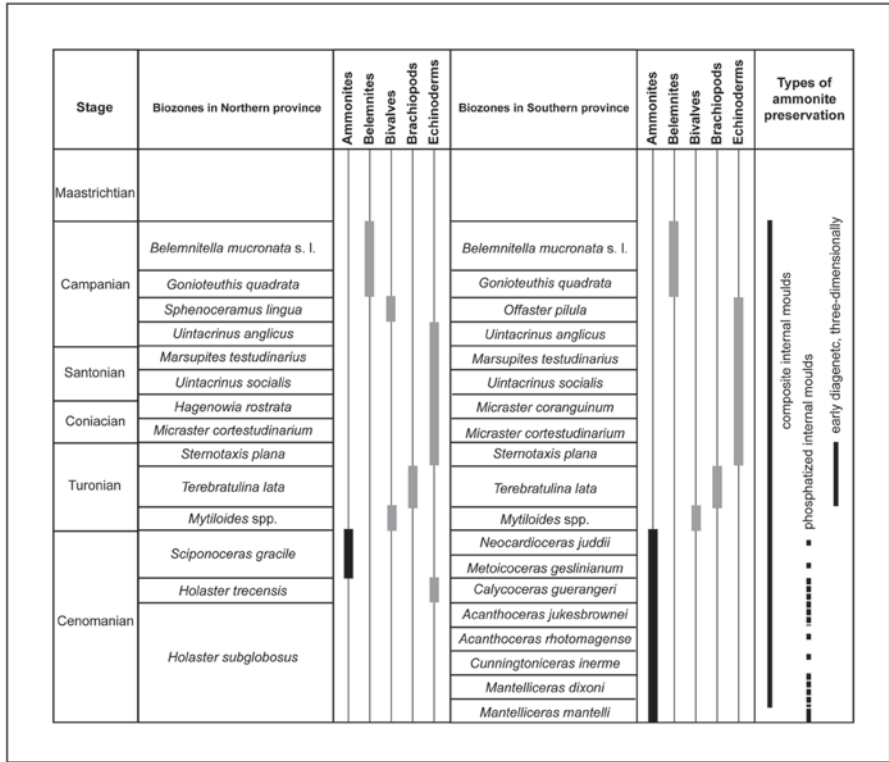 Stage
Biozones in Northern province
Ammonites
Belemnites
Bivalves
Brachiopods
Echinoderms
Biozones in Southern province
Ammonites
Belemnites
Bivalves
Brachiopods
Echinoderms
Types of
ammonite
preservation
Maastrichtian
Campanian
Santonian
Coniacian
Turonian
Cenomanian
Belemnitella mucronata s. l.
Gonioteuthis quadrata
Sphenoceramus lingua
Uintacrinus anglicus
Marsupites testudinarius
Uintacrinus socialis
Hagenowia rostrata
Micraster cortestudinarium
Sternotaxis plana
Terebratulina lata
Mytiloides spp.
Sciponoceras gracile
Holaster trecensis
Holaster subglobosus
Belemnitella mucronata s. l.
Gonioteuthis quadrata
Offaster pilula
Uintacrinus anglicus
Marsupites testudinarius
Uintacrinus socialis
Micraster coranguinum
Micraster cortestudinarium
Sternotaxis plana
Terebratulina lata
Mytiloides spp.
Neocardioceras juddii
Metoicoceras geslinianum
Calycoceras guerangeri
Acanthoceras jukesbrownei
Acanthoceras rhotomagense
Cunningtoniceras inerme
Mantelliceras dixoni
Mantelliceras mantelli
composite internal moulds
phosphatized internal moulds
early diagenetc, three-dimensionally